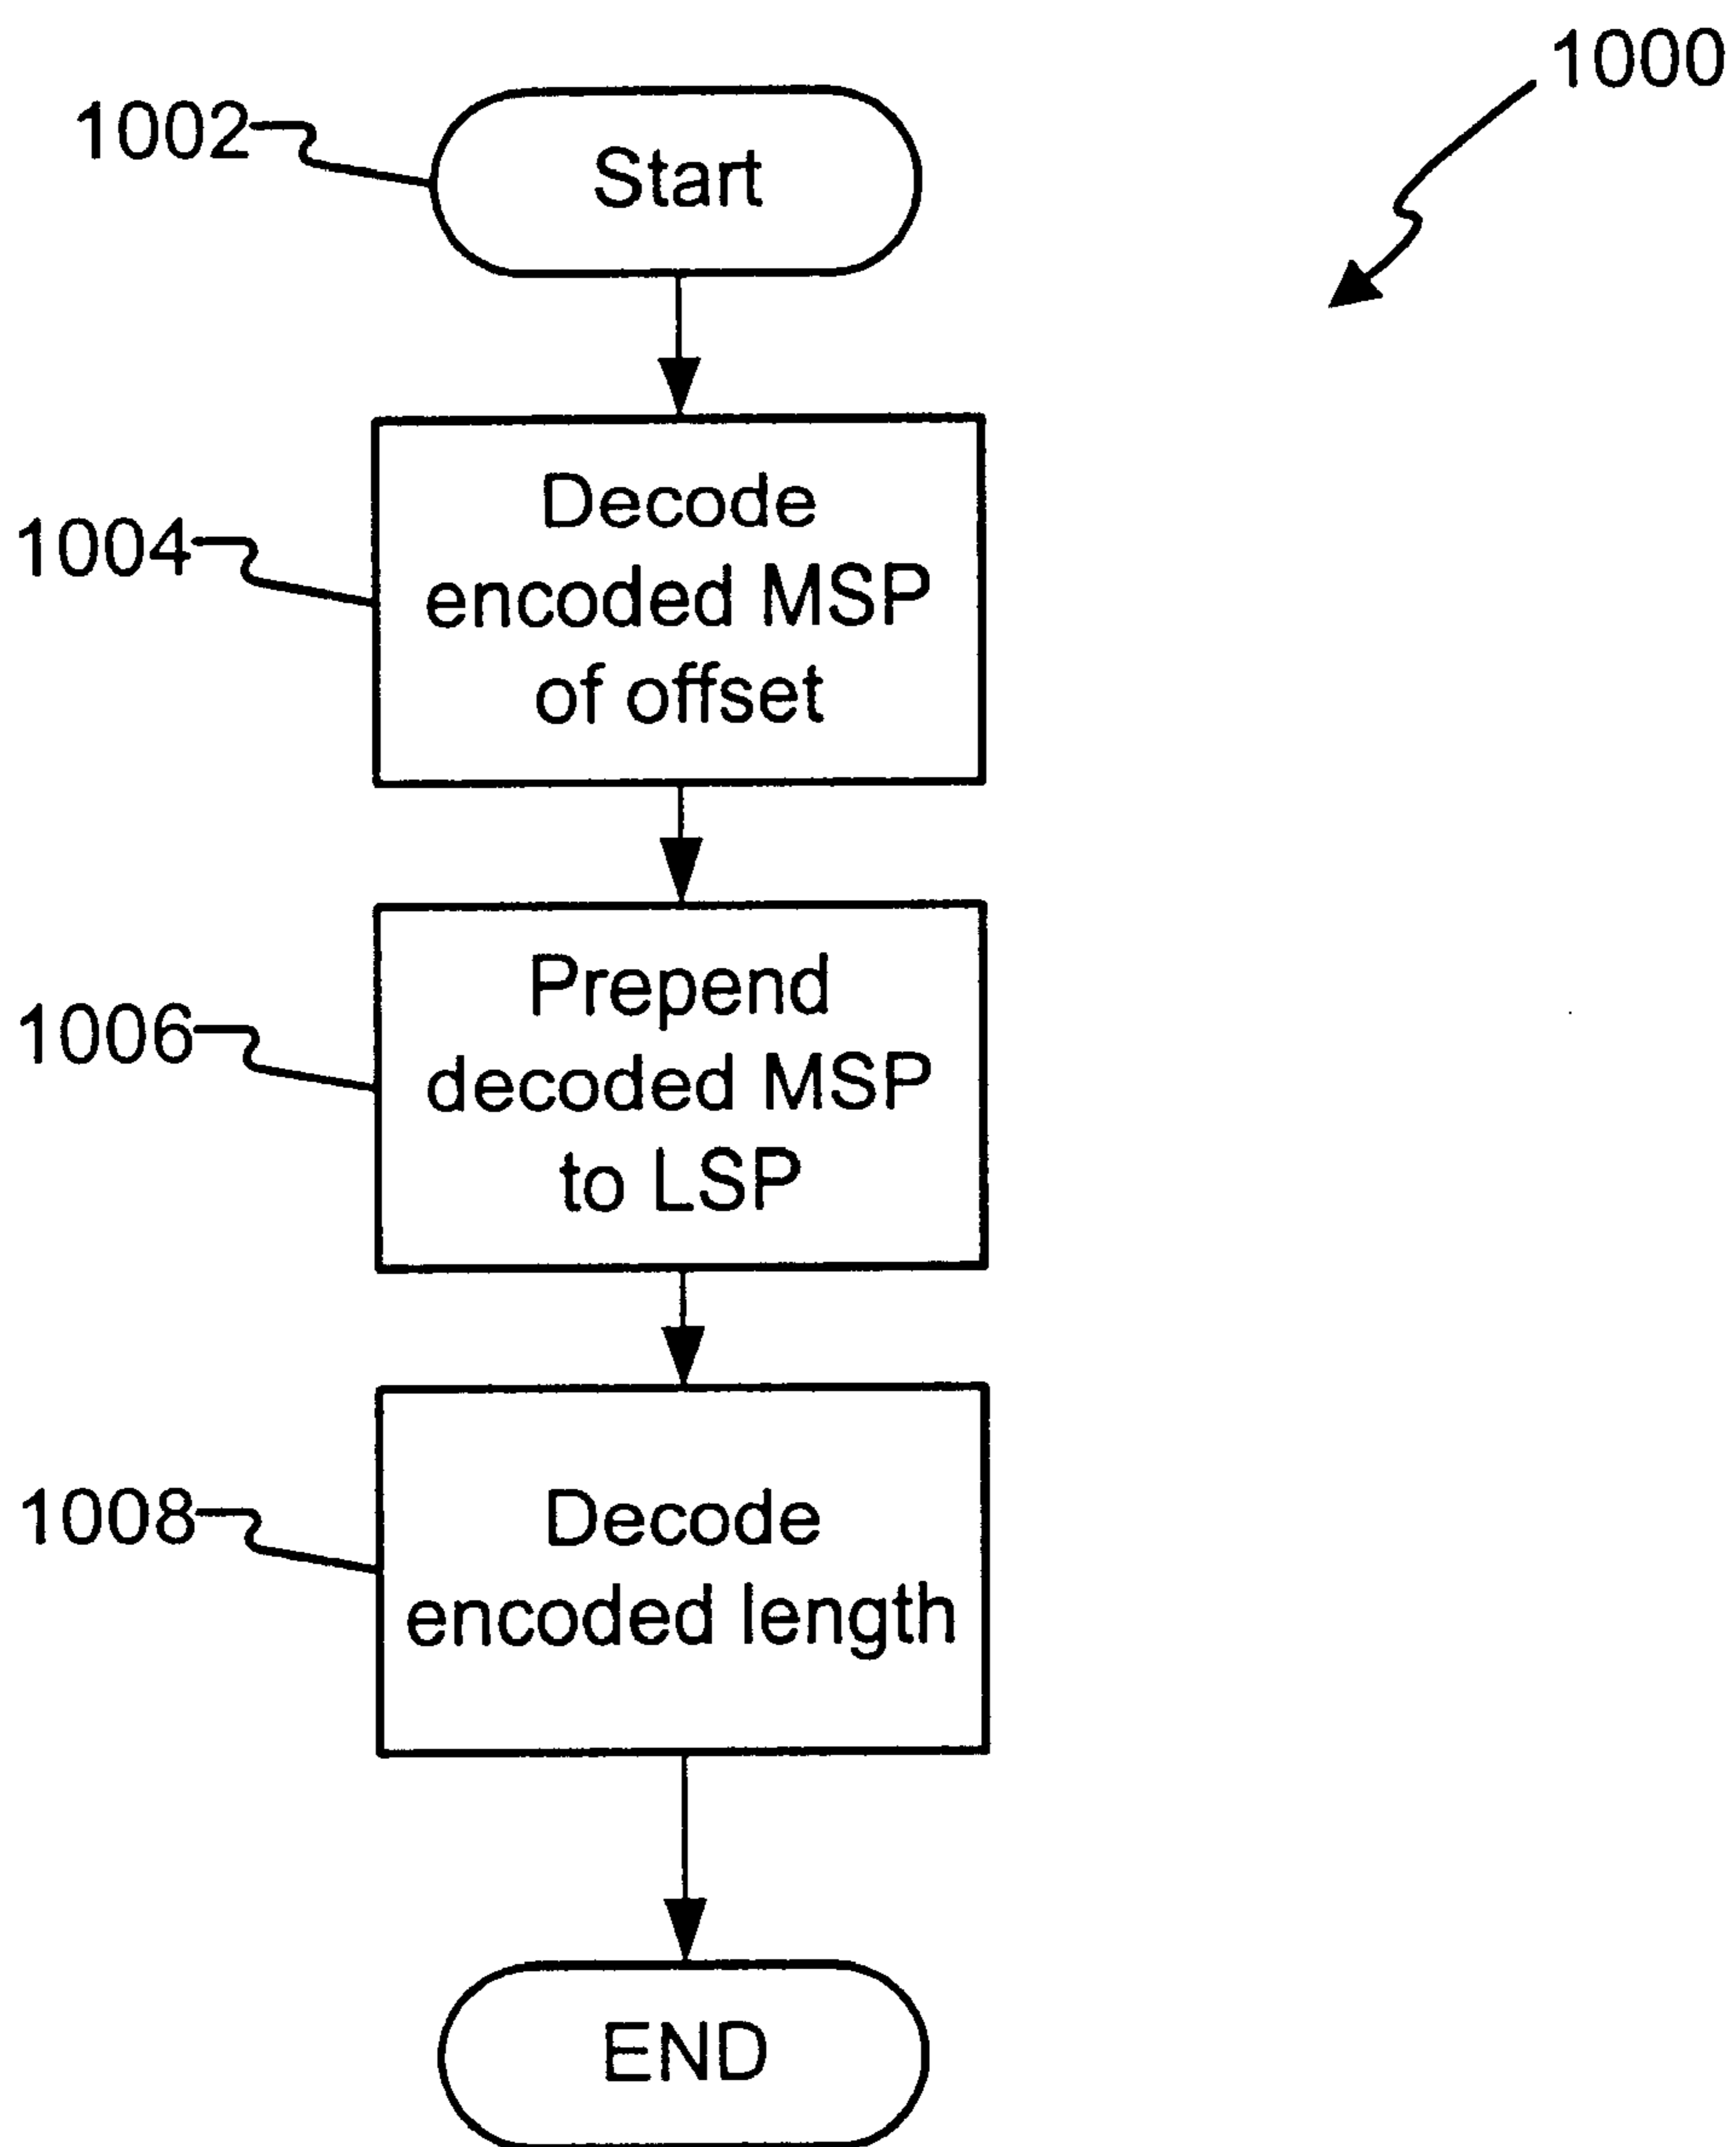 1000
1002
Start
1004
Decode
encoded MSP
of offset
1006
Prepend
decoded MSP
to LSP
1008
Decode
encoded length
END